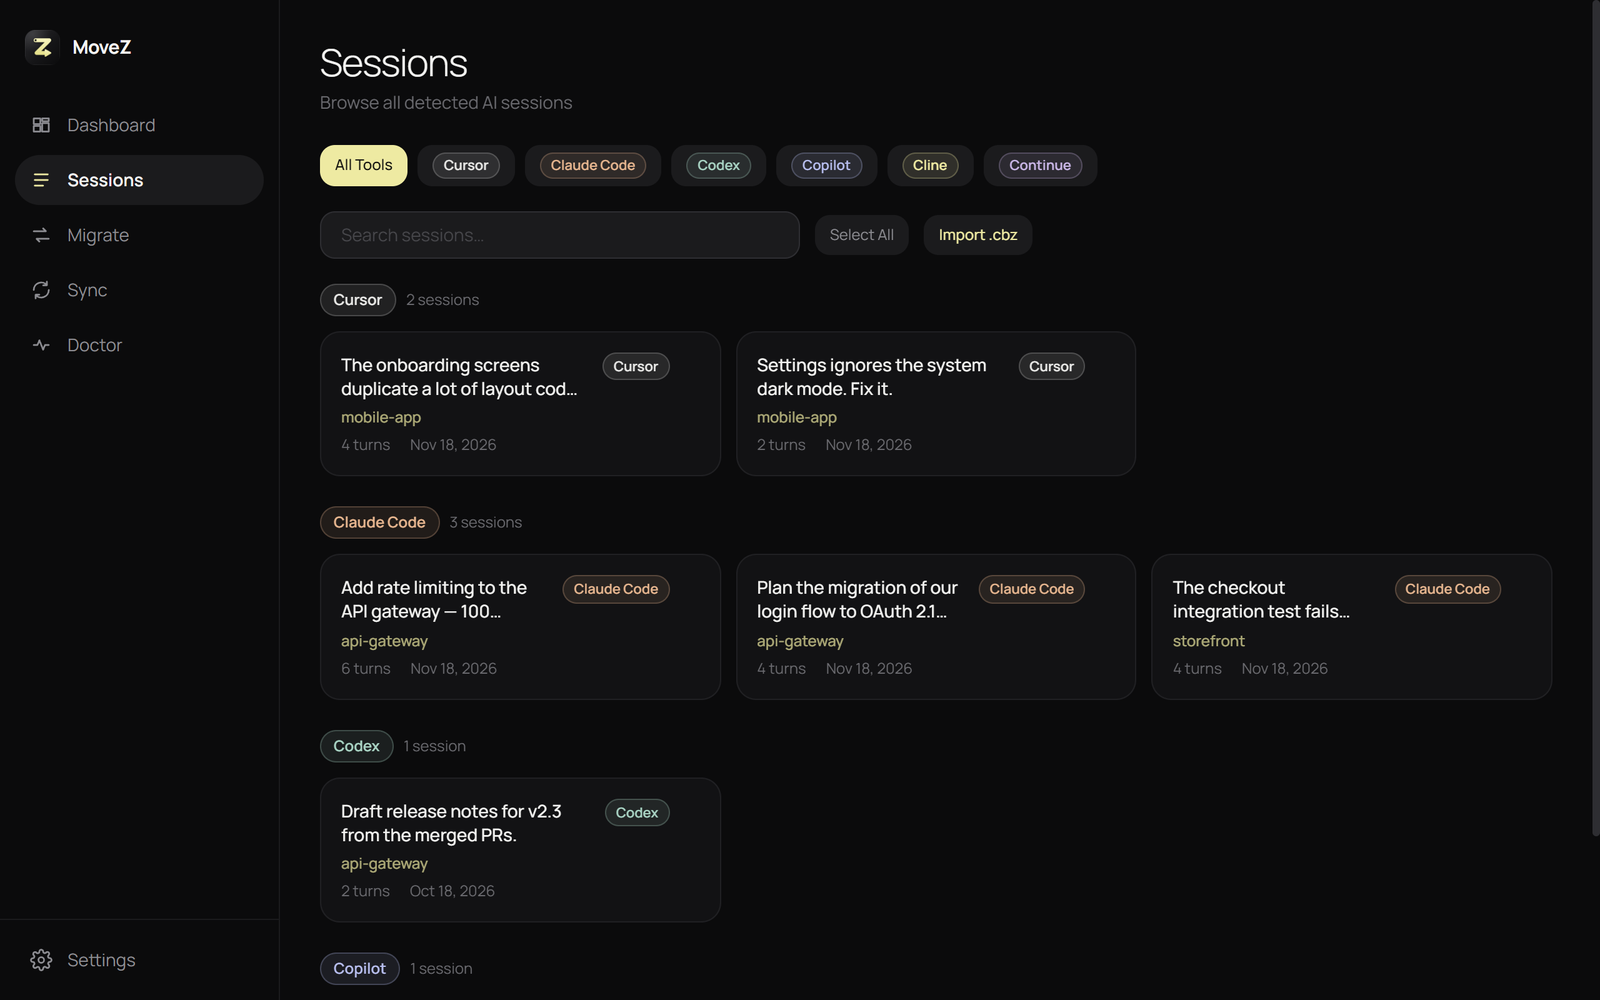 MoveZ
Dashboard
Sessions
Migrate
Sync
Doctor
Settings
Sessions
Browse all detected AI sessions
All Tools Cursor Claude Code Codex Copilot Cline Continue
Search sessions... Select All Import .cbz
Cursor 2 sessions
The onboarding screens
duplicate a lot of layout cod...
Cursor
mobile-app
4 turns Nov 18, 2026
Settings ignores the system
dark mode. Fix it.
Cursor
mobile-app
2 turns Nov 18, 2026
Claude Code 3 sessions
Add rate limiting to the
API gateway — 100...
Claude Code
api-gateway
6 turns Nov 18, 2026
Plan the migration of our
login flow to OAuth 2.1...
Claude Code
api-gateway
4 turns Nov 18, 2026
The checkout
integration test fails...
Claude Code
storefront
4 turns Nov 18, 2026
Codex 1 session
Draft release notes for v2.3
from the merged PRs.
Codex
api-gateway
2 turns Oct 18, 2026
Copilot 1 session